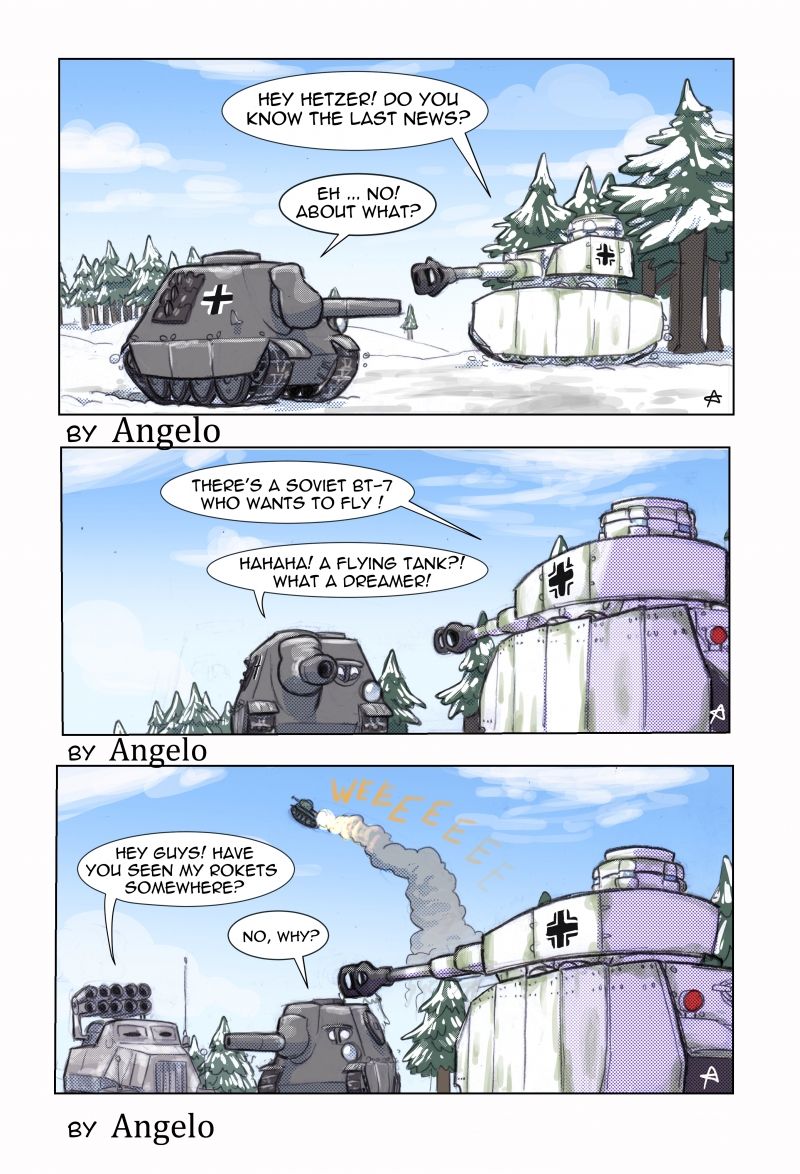 HEY HETZER! DO YOU
KNOW THE LAST NEWS?
EH ... NO!
ABOUT WHAT?
A
BY Angelo
THERE'S A SOVIET BT-7
WHO WANTS TO FLY !
HAHAHA! A FLYING TANK?!
WHAT A DREAMER!
A
BY Angelo
WEEEEEEE
HEY GUYS! HAVE
YOU SEEN MY ROKETS
SOMEWHERE?
NO, WHY?
A
BY Angelo